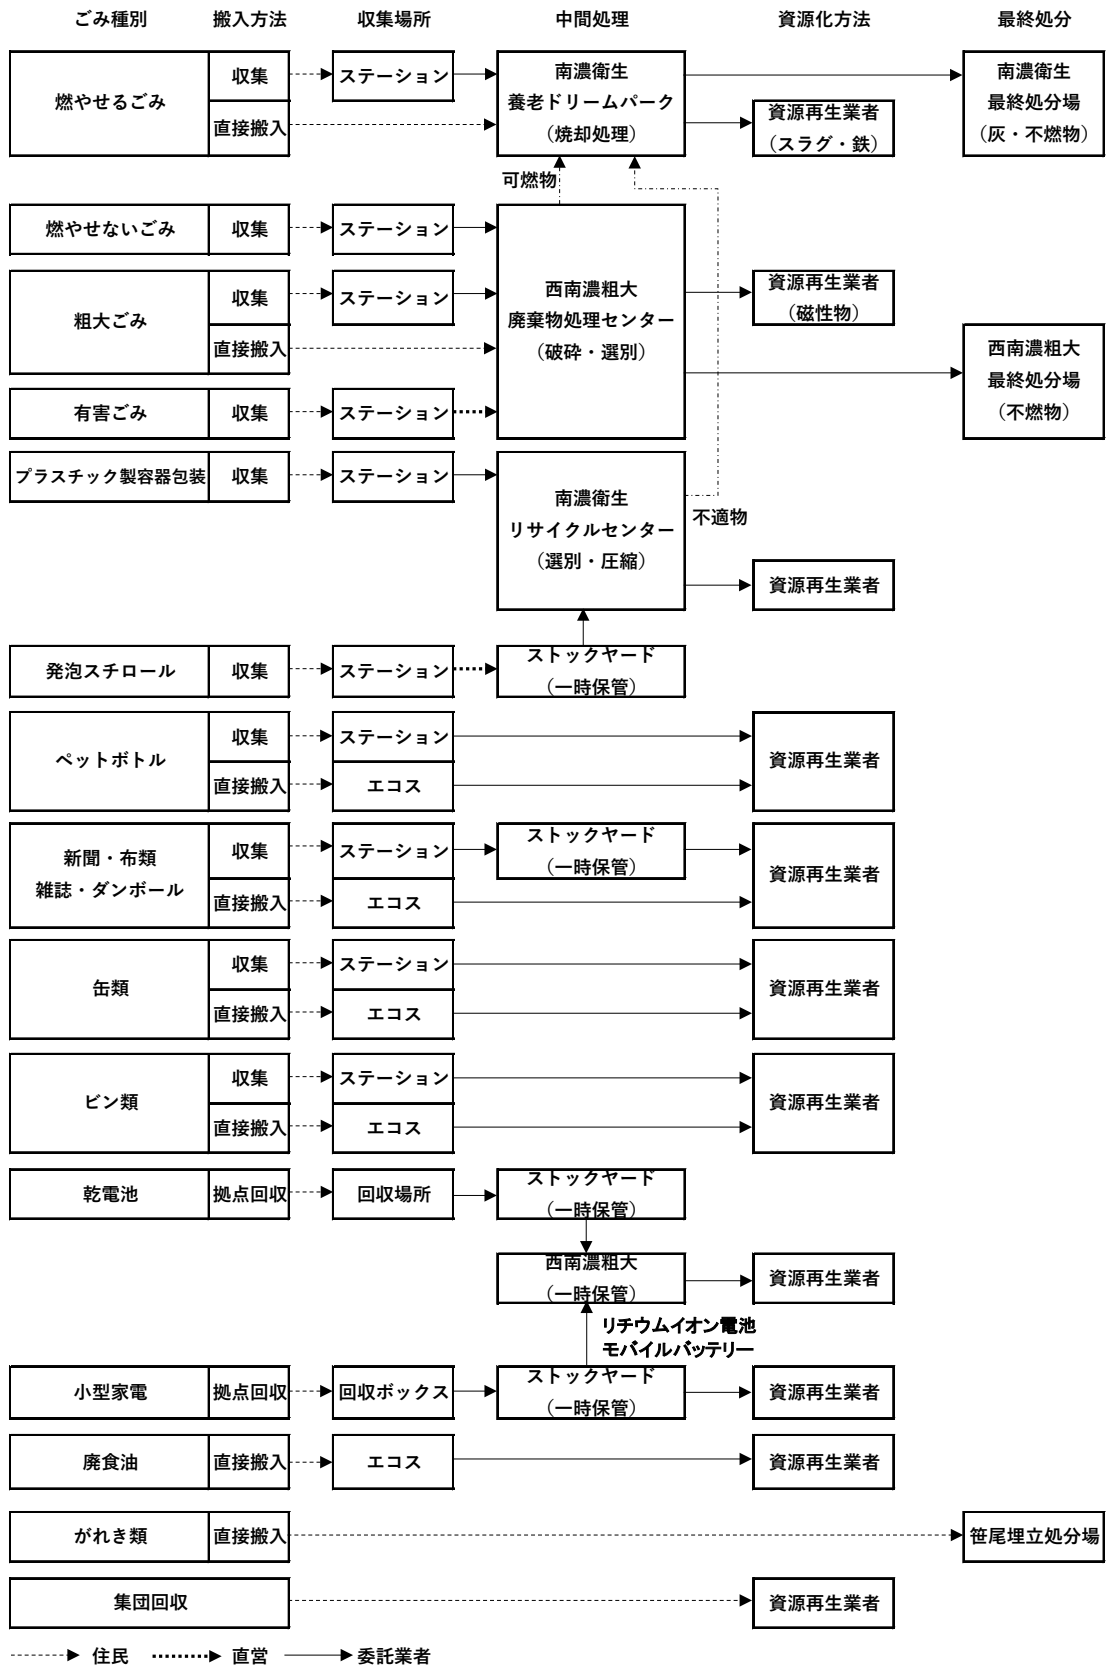 ごみ種別 搬入方法 収集場所 中間処理 資源化方法 最終処分
燃やせるごみ
収集
ステーション
直接搬入
南濃衛生
養老ドリームパーク
（焼却処理）
資源再生業者
（スラグ・鉄）
南濃衛生
最終処分場
（灰・不燃物）
可燃物
燃やせないごみ
収集
ステーション
粗大ごみ
収集
ステーション
直接搬入
西南濃粗大
廃棄物処理センター
（破砕・選別）
資源再生業者
（磁性物）
西南濃粗大
最終処分場
（不燃物）
有害ごみ
収集
ステーション
プラスチック製容器包装
収集
ステーション
南濃衛生
リサイクルセンター
（選別・圧縮）
不適物
資源再生業者
発泡スチロール
収集
ステーション
ストックヤード
（一時保管）
ペットボトル
収集
ステーション
直接搬入
エコス
資源再生業者
新聞・布類
雑誌・ダンボール
収集
ステーション
ストックヤード
（一時保管）
直接搬入
エコス
資源再生業者
缶類
収集
ステーション
直接搬入
エコス
資源再生業者
ビン類
収集
ステーション
直接搬入
エコス
資源再生業者
乾電池
拠点回収
回収場所
ストックヤード
（一時保管）
西南濃粗大
（一時保管）
資源再生業者
リチウムイオン電池
モバイルバッテリー
小型家電
拠点回収
回収ボックス
ストックヤード
（一時保管）
資源再生業者
廃食油
直接搬入
エコス
資源再生業者
がれき類
直接搬入
笹尾埋立処分場
集団回収
資源再生業者
住民 直営 委託業者